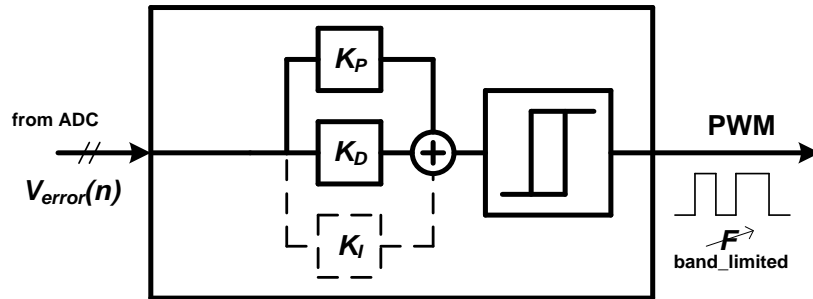 K_P
from ADC
K_D
PWM
V_error(n)
K_I
F
band_limited